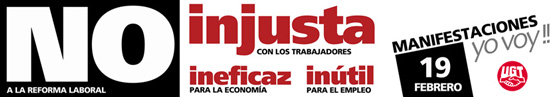 NO
A LA REFORMA LABORAL
injusta
CON LOS TRABAJADORES
ineficaz
PARA LA ECONOMÍA
inútil
PARA EL EMPLEO
MANIFESTACIONES
yo voy!!
19
FEBRERO
UGT